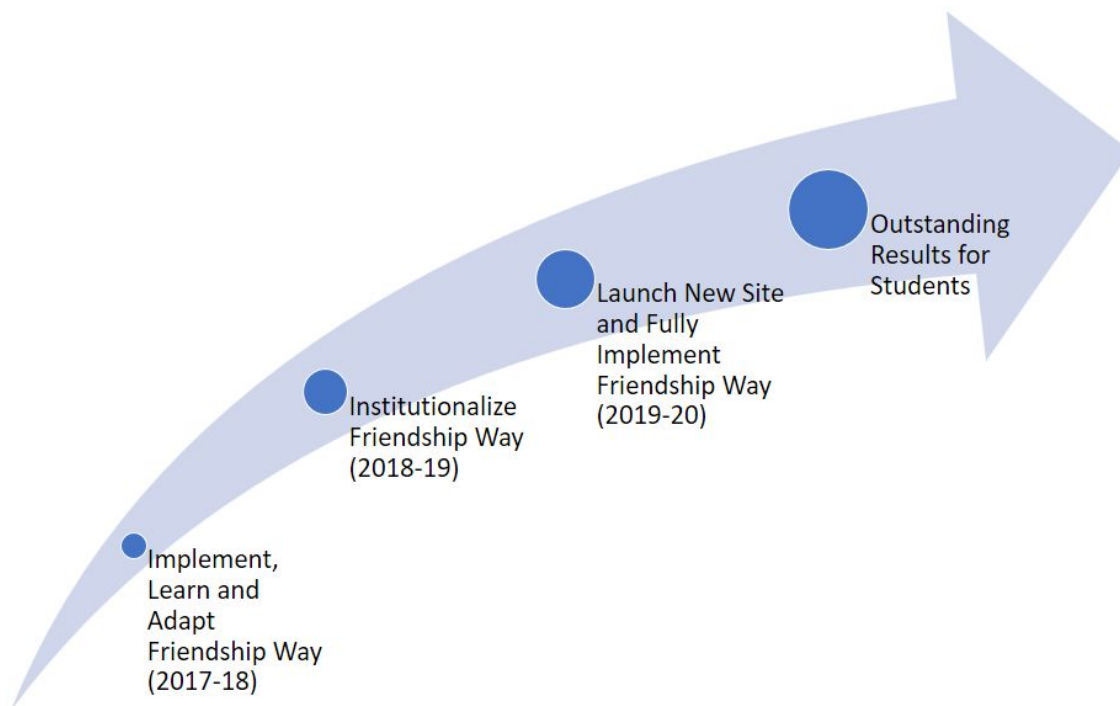 Implement,
Learn and
Adapt
Friendship Way
(2017-18)
Institutionalize
Friendship Way
(2018-19)
Launch New Site
and Fully
Implement
Friendship Way
(2019-20)
Outstanding
Results for
Students